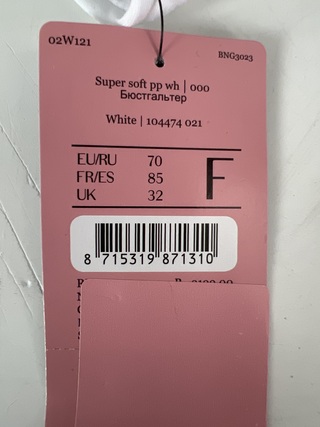 02W121
BNG3023
Super soft pp wh | 000
Бюстгальтер
White | 104474 021
EU/RU 70
FR/ES 85
UK 32
F
8 715319 871310